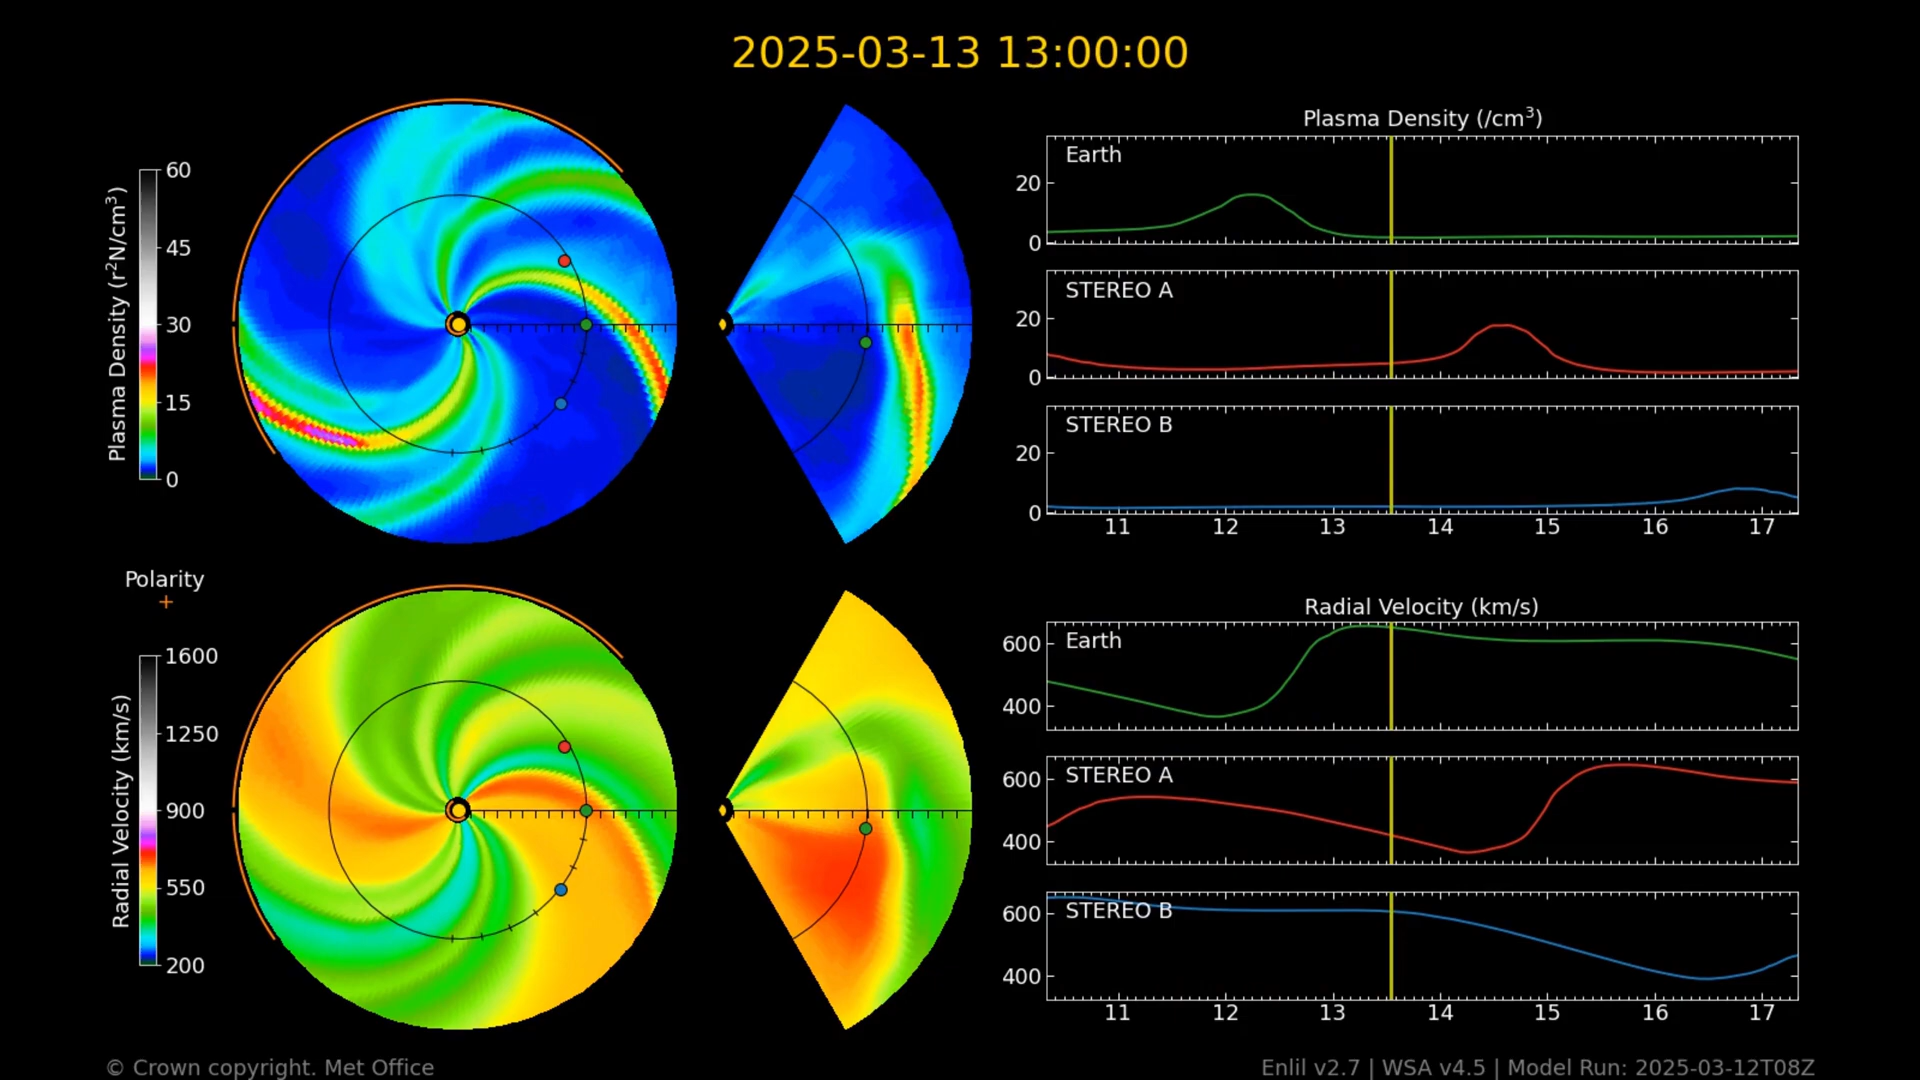 2025-03-13 13:00:00
Plasma Density (r²N/cm³)
60
45
30
15
0
Plasma Density (/cm³)
Earth
20
0
STEREO A
20
0
STEREO B
20
0
11 12 13 14 15 16 17
Polarity
+
Radial Velocity (km/s)
1600
1250
900
550
200
Radial Velocity (km/s)
Earth
600
400
STEREO A
600
400
STEREO B
600
400
11 12 13 14 15 16 17
© Crown copyright. Met Office
Enlil v2.7 | WSA v4.5 | Model Run: 2025-03-12T08Z